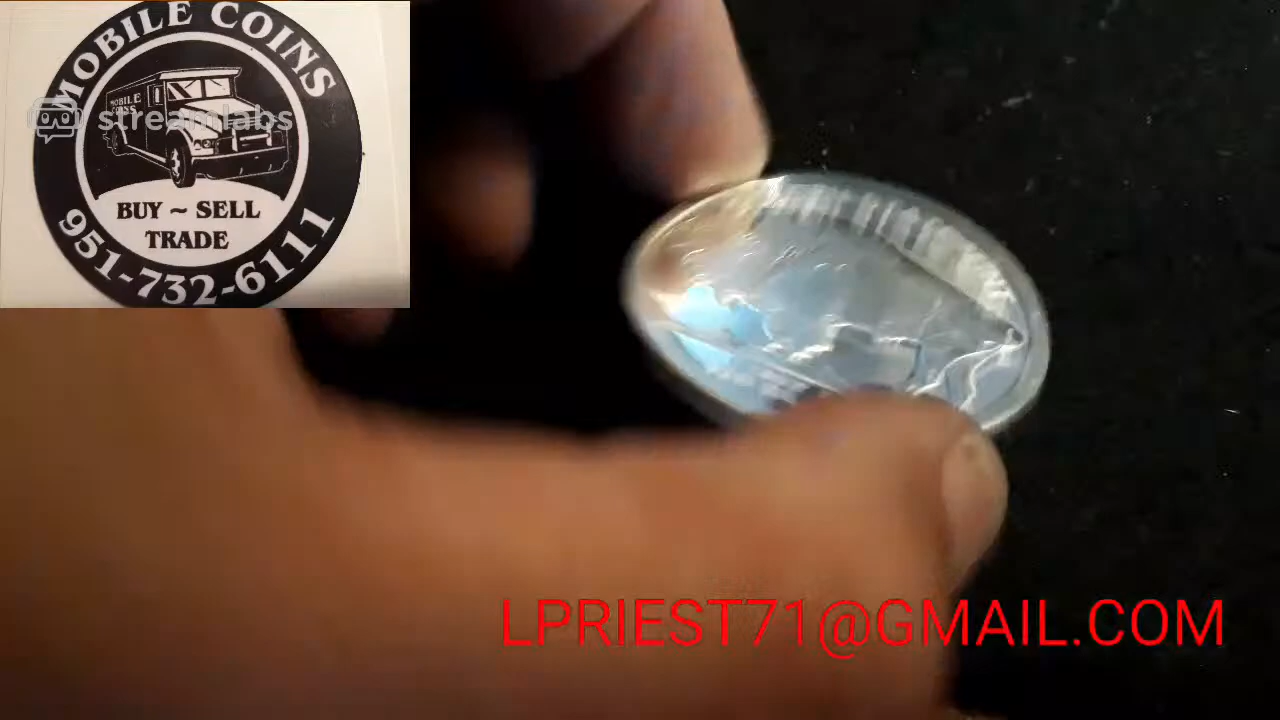 MOBILE COINS
MOBILE
COINS
streamlabs
BUY ~ SELL
TRADE
951-732-6111
LPRIEST71@GMAIL.COM